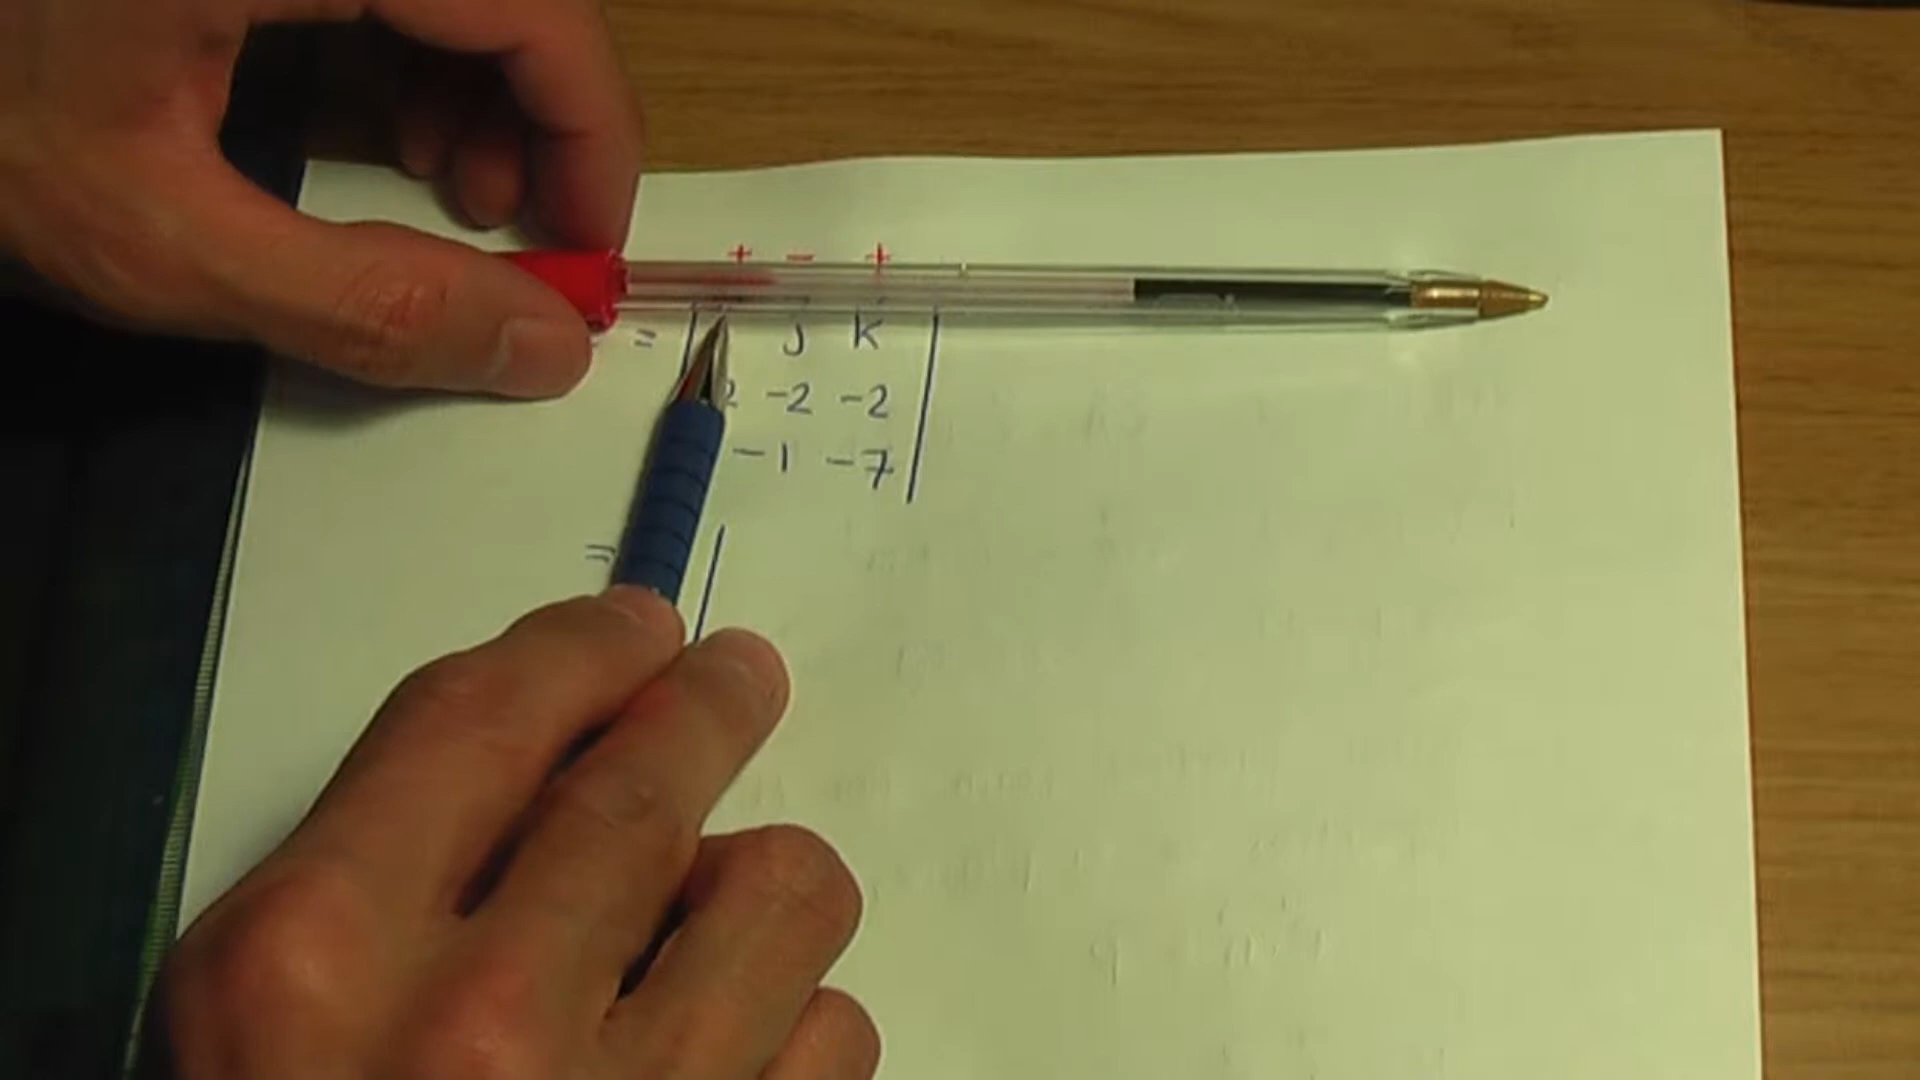 + - +
= | j k |
2 -2 -2
-1 -7
= |